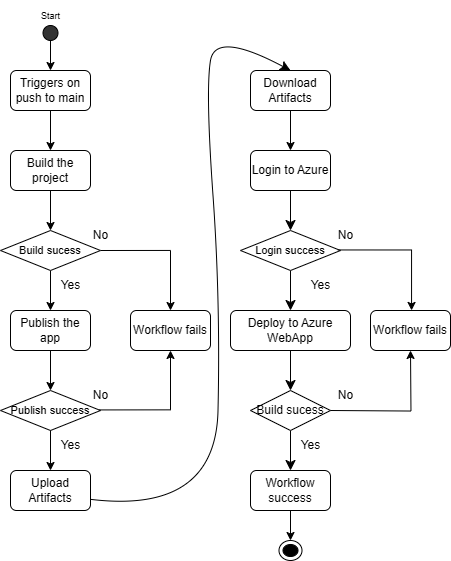 Start
Triggers on
push to main
Build the
project
Build sucess
No
Yes
Publish the
app
Workflow fails
Publish success
No
Yes
Upload
Artifacts
Download
Artifacts
Login to Azure
Login success
No
Yes
Deploy to Azure
WebApp
Workflow fails
Build sucess
No
Yes
Workflow
success